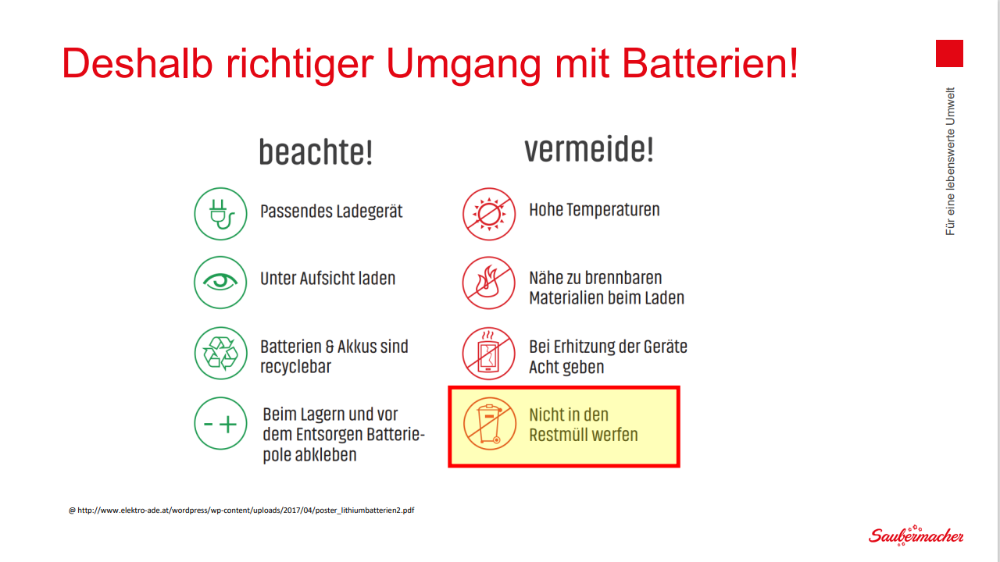 Deshalb richtiger Umgang mit Batterien!
Für eine lebenswerte Umwelt
beachte!
Passendes Ladegerät
Unter Aufsicht laden
Batterien & Akkus sind
recyclebar
- +
Beim Lagern und vor
dem Entsorgen Batterie-
pole abkleben
vermeide!
Hohe Temperaturen
Nähe zu brennbaren
Materialien beim Laden
Bei Erhitzung der Geräte
Acht geben
Nicht in den
Restmüll werfen
@ http://www.elektro-ade.at/wordpress/wp-content/uploads/2017/04/poster_lithiumbatterien2.pdf
Saubermacher